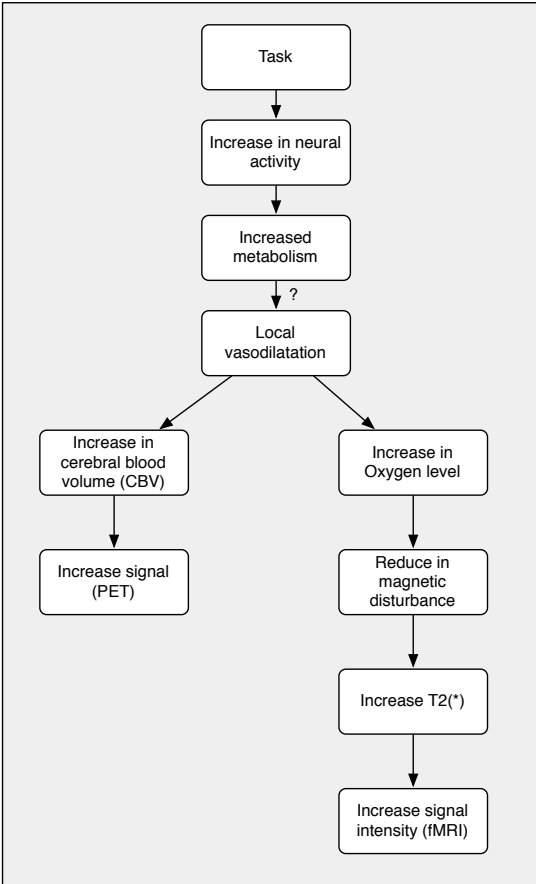 Task
Increase in neural
activity
Increased
metabolism
?
Local
vasodilatation
Increase in
cerebral blood
volume (CBV)
Increase signal
(PET)
Increase in
Oxygen level
Reduce in
magnetic
disturbance
Increase T2(*)
Increase signal
intensity (fMRI)